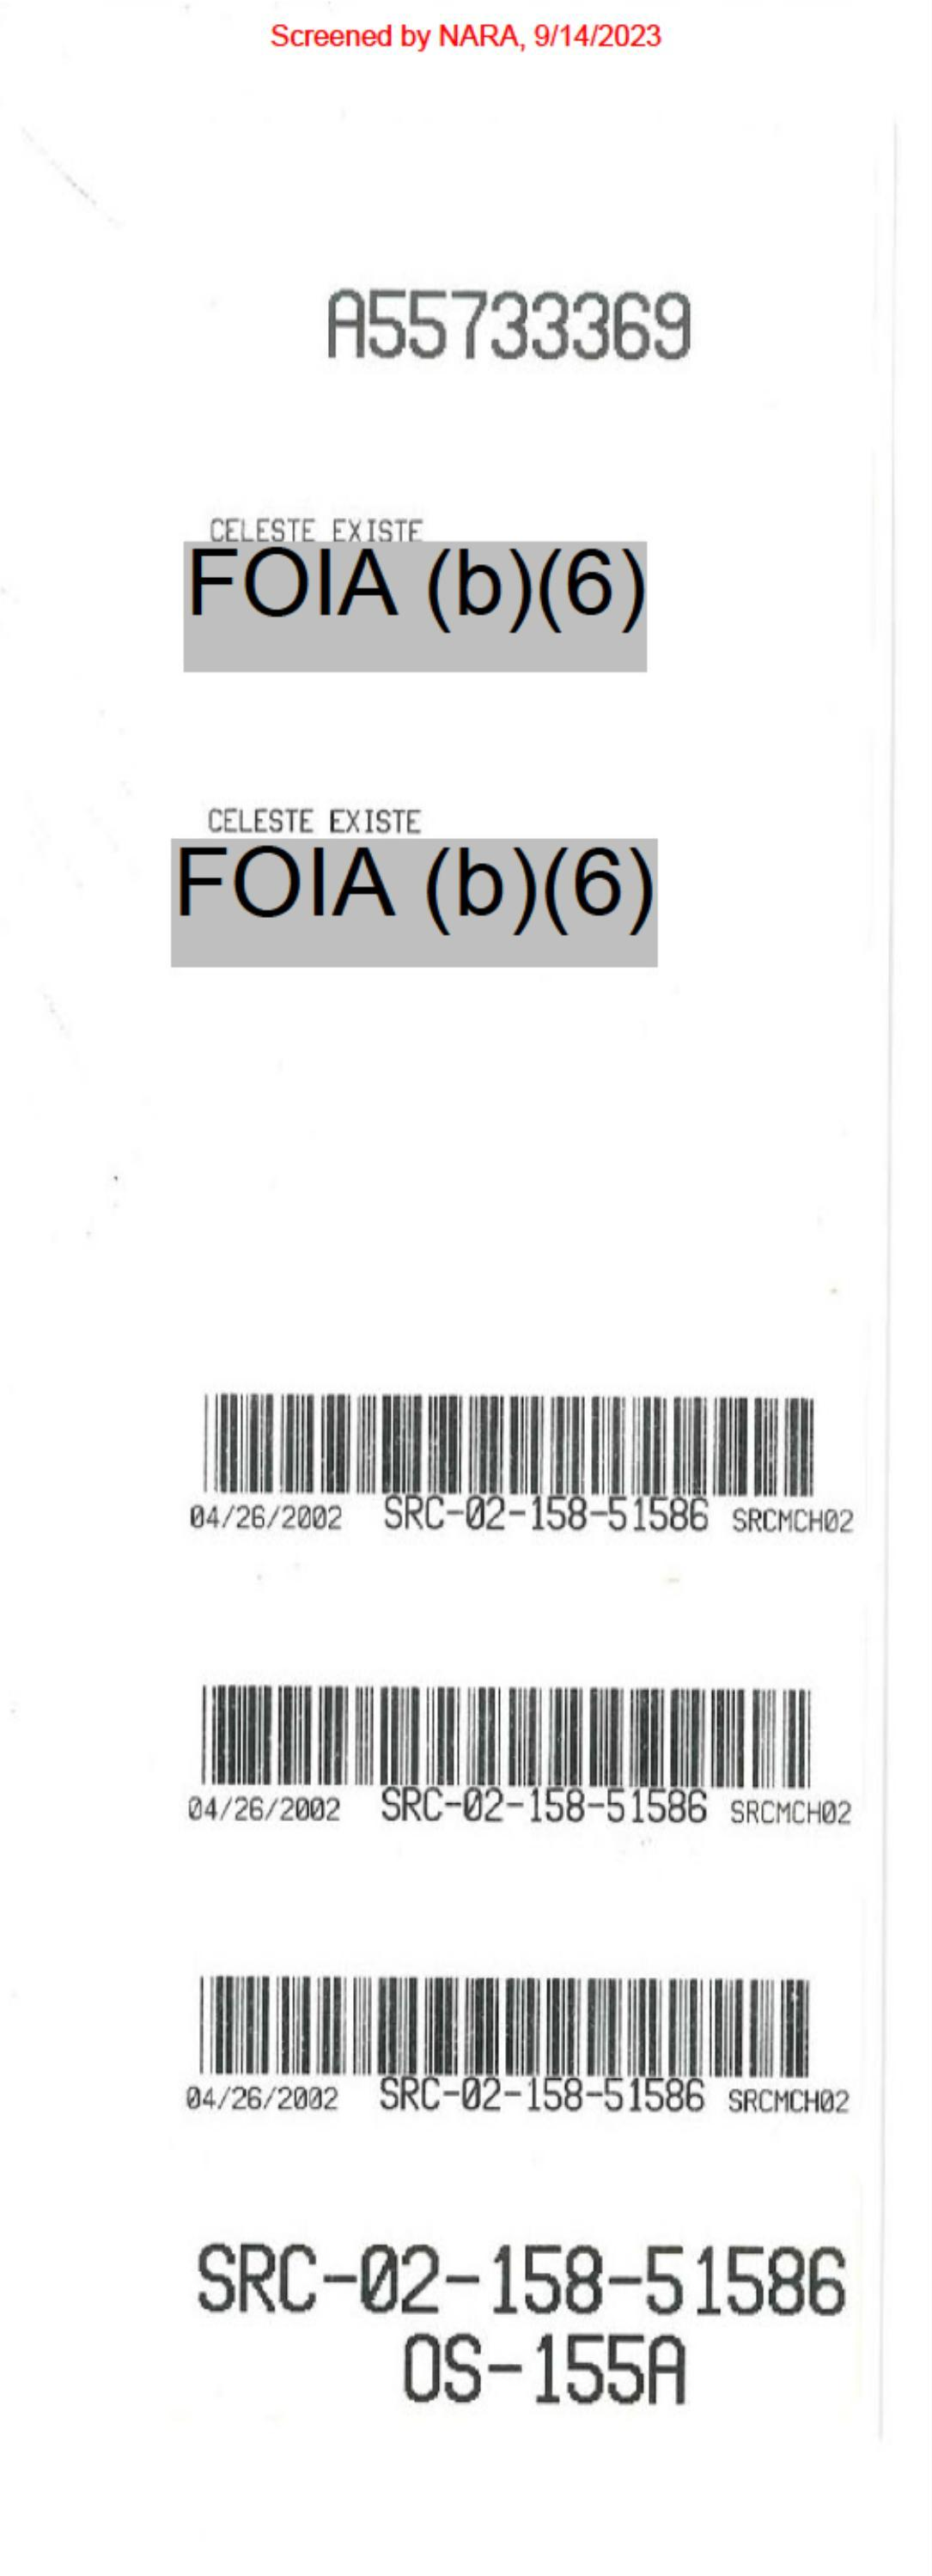 Screened by NARA, 9/14/2023
A55733369
CELESTE EXISTE
FOIA (b)(6)
CELESTE EXISTE
FOIA (b)(6)
04/26/2002 SRC-02-158-51586 SRCMCH02
04/26/2002 SRC-02-158-51586 SRCMCH02
04/26/2002 SRC-02-158-51586 SRCMCH02
SRC-02-158-51586
OS-155A